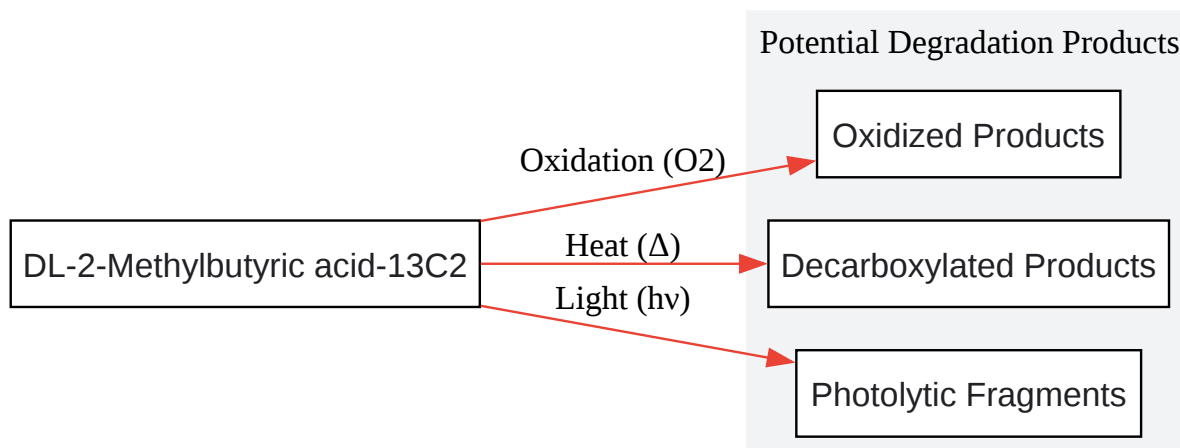 Potential Degradation Products
Oxidized Products
Oxidation (O2)
DL-2-Methylbutyric acid-13C2
Heat (Δ)
Decarboxylated Products
Light (hν)
Photolytic Fragments